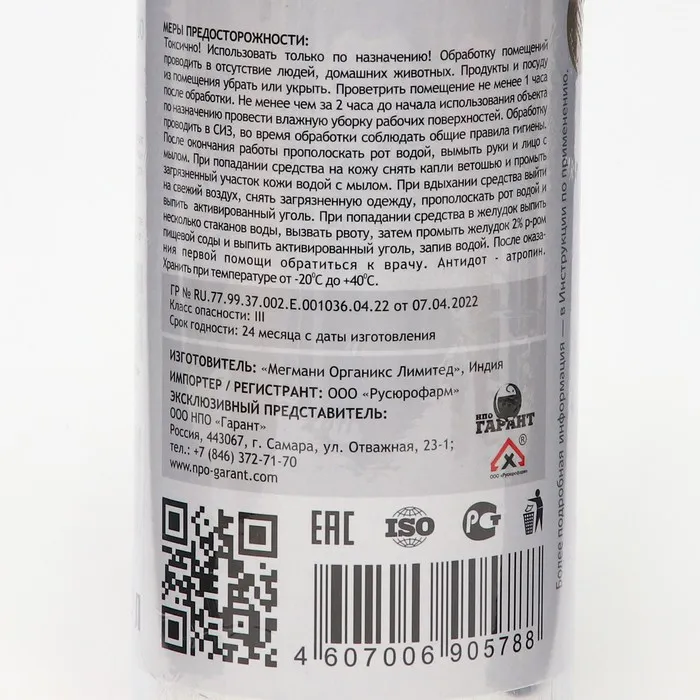 МЕРЫ ПРЕДОСТОРОЖНОСТИ:
Токсично! Использовать только по назначению! Обработку помещений
проводить в отсутствие людей, домашних животных. Продукты и посуду
из помещения убрать или укрыть. Проветрить помещение не менее 1 часа
после обработки. Не менее чем за 2 часа до начала использования объекта
по назначению провести влажную уборку рабочих поверхностей. Обработку
проводить в СИЗ, во время обработки соблюдать общие правила гигиены.
После окончания работы прополоскать рот водой, вымыть руки и лицо с
мылом. При попадании средства на кожу снять капли ветошью и промыть
загрязненный участок кожи водой с мылом. При вдыхании средства выйти
на свежий воздух, снять загрязненную одежду, прополоскать рот водой и
выпить активированный уголь. При попадании средства в желудок выпить
несколько стаканов воды, вызвать рвоту, затем промыть желудок 2% р-ром
пищевой соды и выпить активированный уголь, запив водой. После оказа-
ния первой помощи обратиться к врачу. Антидот - атропин.
Хранить при температуре от -20°С до +40°С.
ГР № RU.77.99.37.002.E.001036.04.22 от 07.04.2022
Класс опасности: III
Срок годности: 24 месяца с даты изготовления
ИЗГОТОВИТЕЛЬ: «Мегмани Органикс Лимитед», Индия
ИМПОРТЕР / РЕГИСТРАНТ: ООО «Русюрофарм»
ЭКСКЛЮЗИВНЫЙ ПРЕДСТАВИТЕЛЬ:
ООО НПО «Гарант»
Россия, 443067, г. Самара, ул. Отважная, 23-1;
тел.: +7 (846) 372-71-70
www.npo-garant.com
НПО
ГАРАНТ
®
ООО «Русюрофарм»
EAC
ISO
РСТ
4 607006 905788
Более подробная информация — в Инструкции по применению.